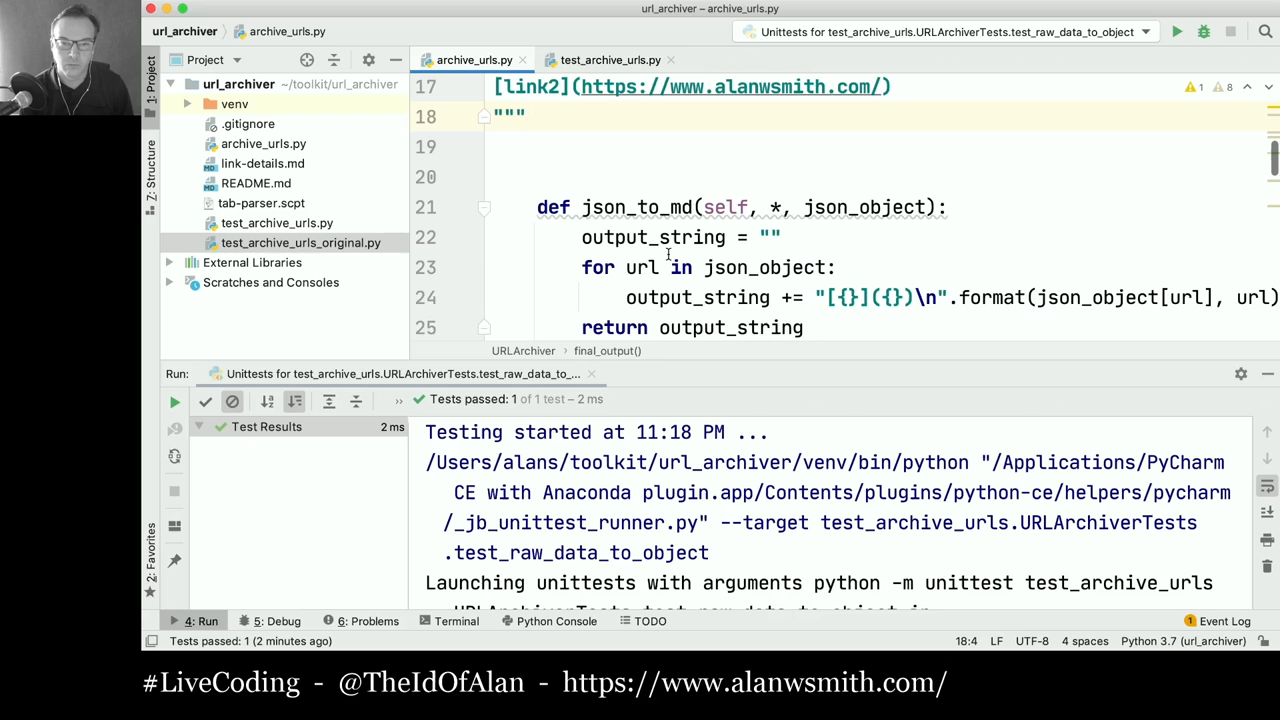 url_archiver – archive_urls.py
url_archiver
archive_urls.py
Unittests for test_archive_urls.URLArchiverTests.test_raw_data_to_object
1: Project
Project
archive_urls.py
test_archive_urls.py
url_archiver ~/toolkit/url_archiver
venv
.gitignore
archive_urls.py
link-details.md
README.md
tab-parser.scpt
test_archive_urls.py
test_archive_urls_original.py
External Libraries
Scratches and Consoles
Z: Structure
1 8
17 [link2](https://www.alanwsmith.com/)
18 """
19
20
21 def json_to_md(self, *, json_object):
22 output_string = ""
23 for url in json_object:
24 output_string += "[{}]({})\n".format(json_object[url], url)
25 return output_string
URLArchiver
final_output()
Run:
Unittests for test_archive_urls.URLArchiverTests.test_raw_data_to_...
Tests passed: 1 of 1 test – 2 ms
Test Results
2 ms
Testing started at 11:18 PM ...
/Users/alans/toolkit/url_archiver/venv/bin/python "/Applications/PyCharm
CE with Anaconda plugin.app/Contents/plugins/python-ce/helpers/pycharm
/_jb_unittest_runner.py" --target test_archive_urls.URLArchiverTests
.test_raw_data_to_object
Launching unittests with arguments python -m unittest test_archive_urls
2: Favorites
4: Run
5: Debug
6: Problems
Terminal
Python Console
TODO
1 Event Log
Tests passed: 1 (2 minutes ago)
18:4 LF UTF-8 4 spaces Python 3.7 (url_archiver)
#LiveCoding - @TheIdOfAlan - https://www.alanwsmith.com/